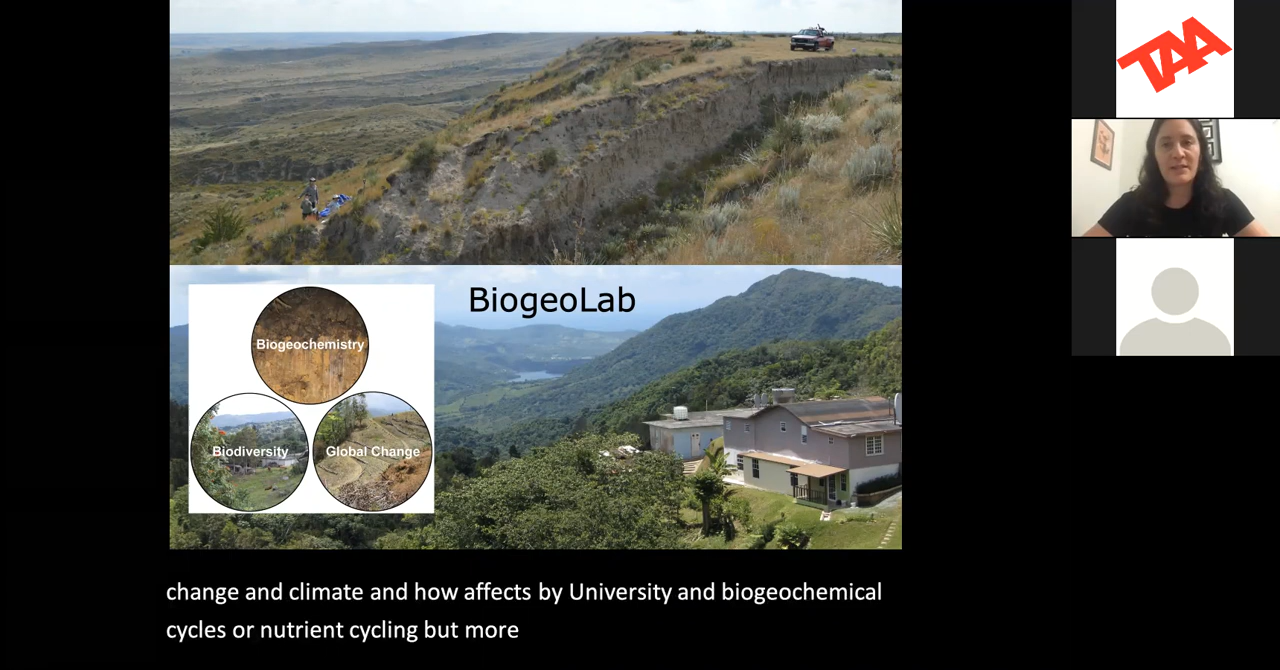 TAA
BiogeoLab
Biogeochemistry
Biodiversity
Global Change
change and climate and how affects by University and biogeochemical
cycles or nutrient cycling but more